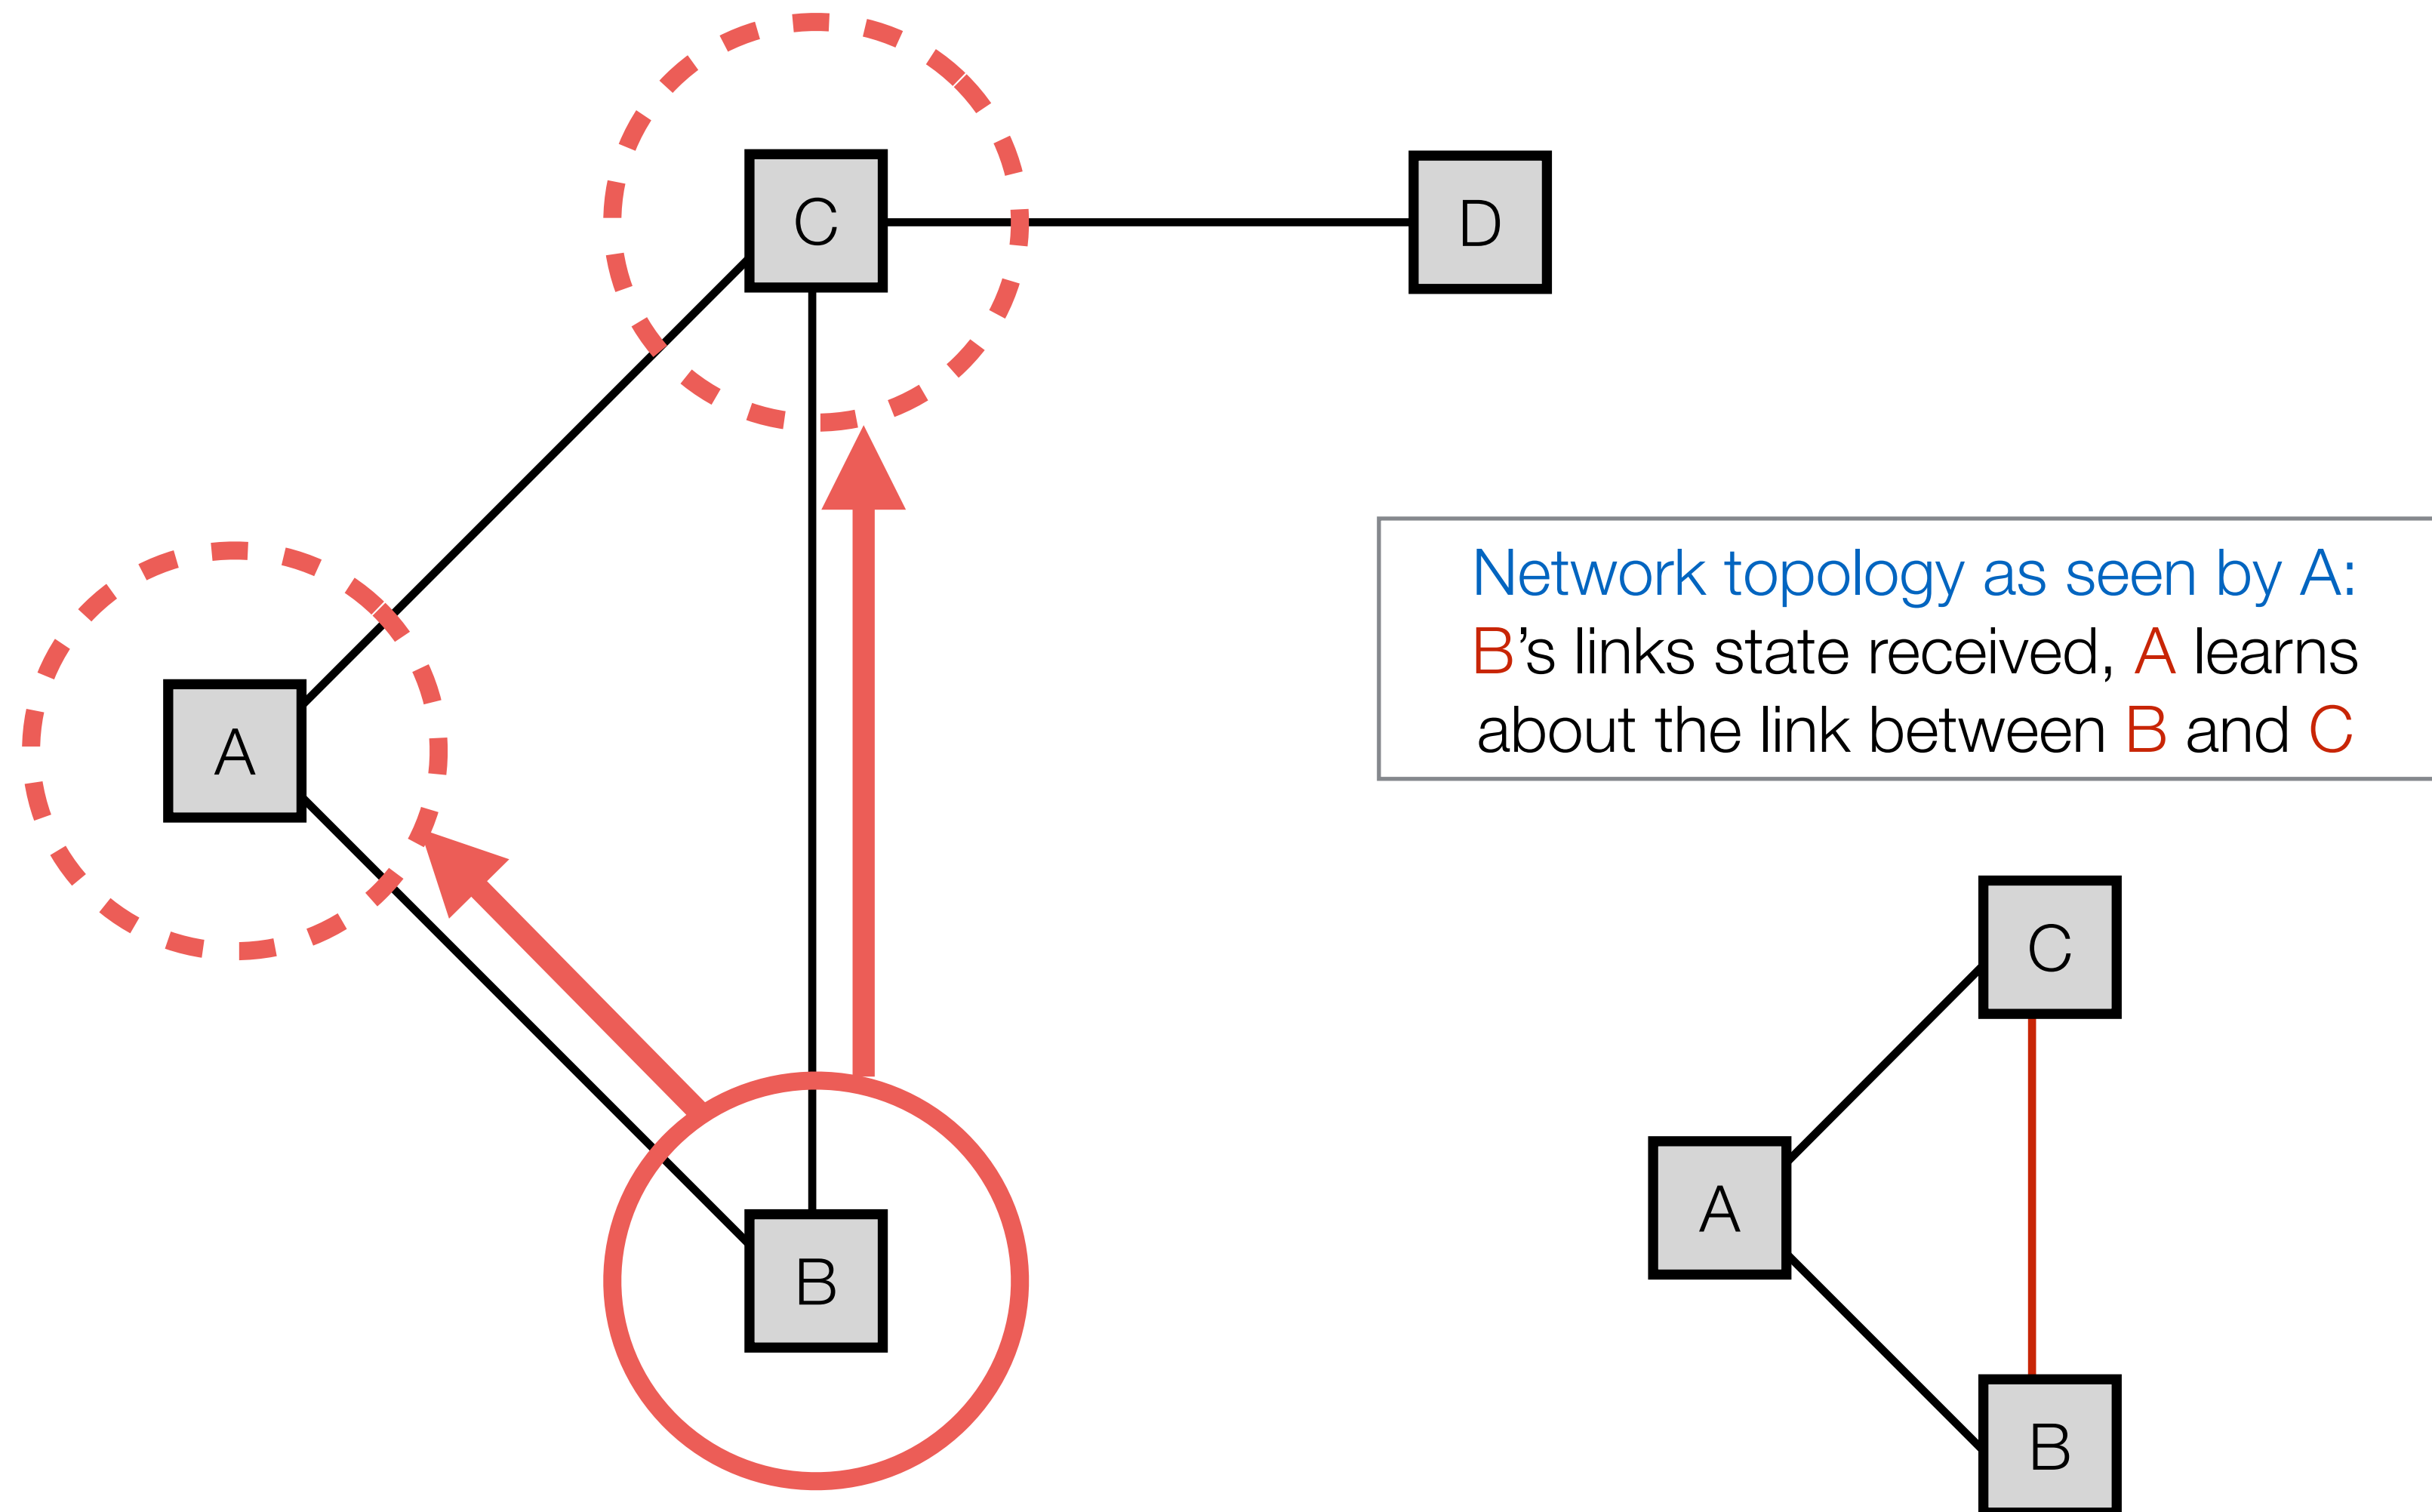 C
D
A
B
Network topology as seen by A:
B’s links state received, A learns
about the link between B and C
C
A
B